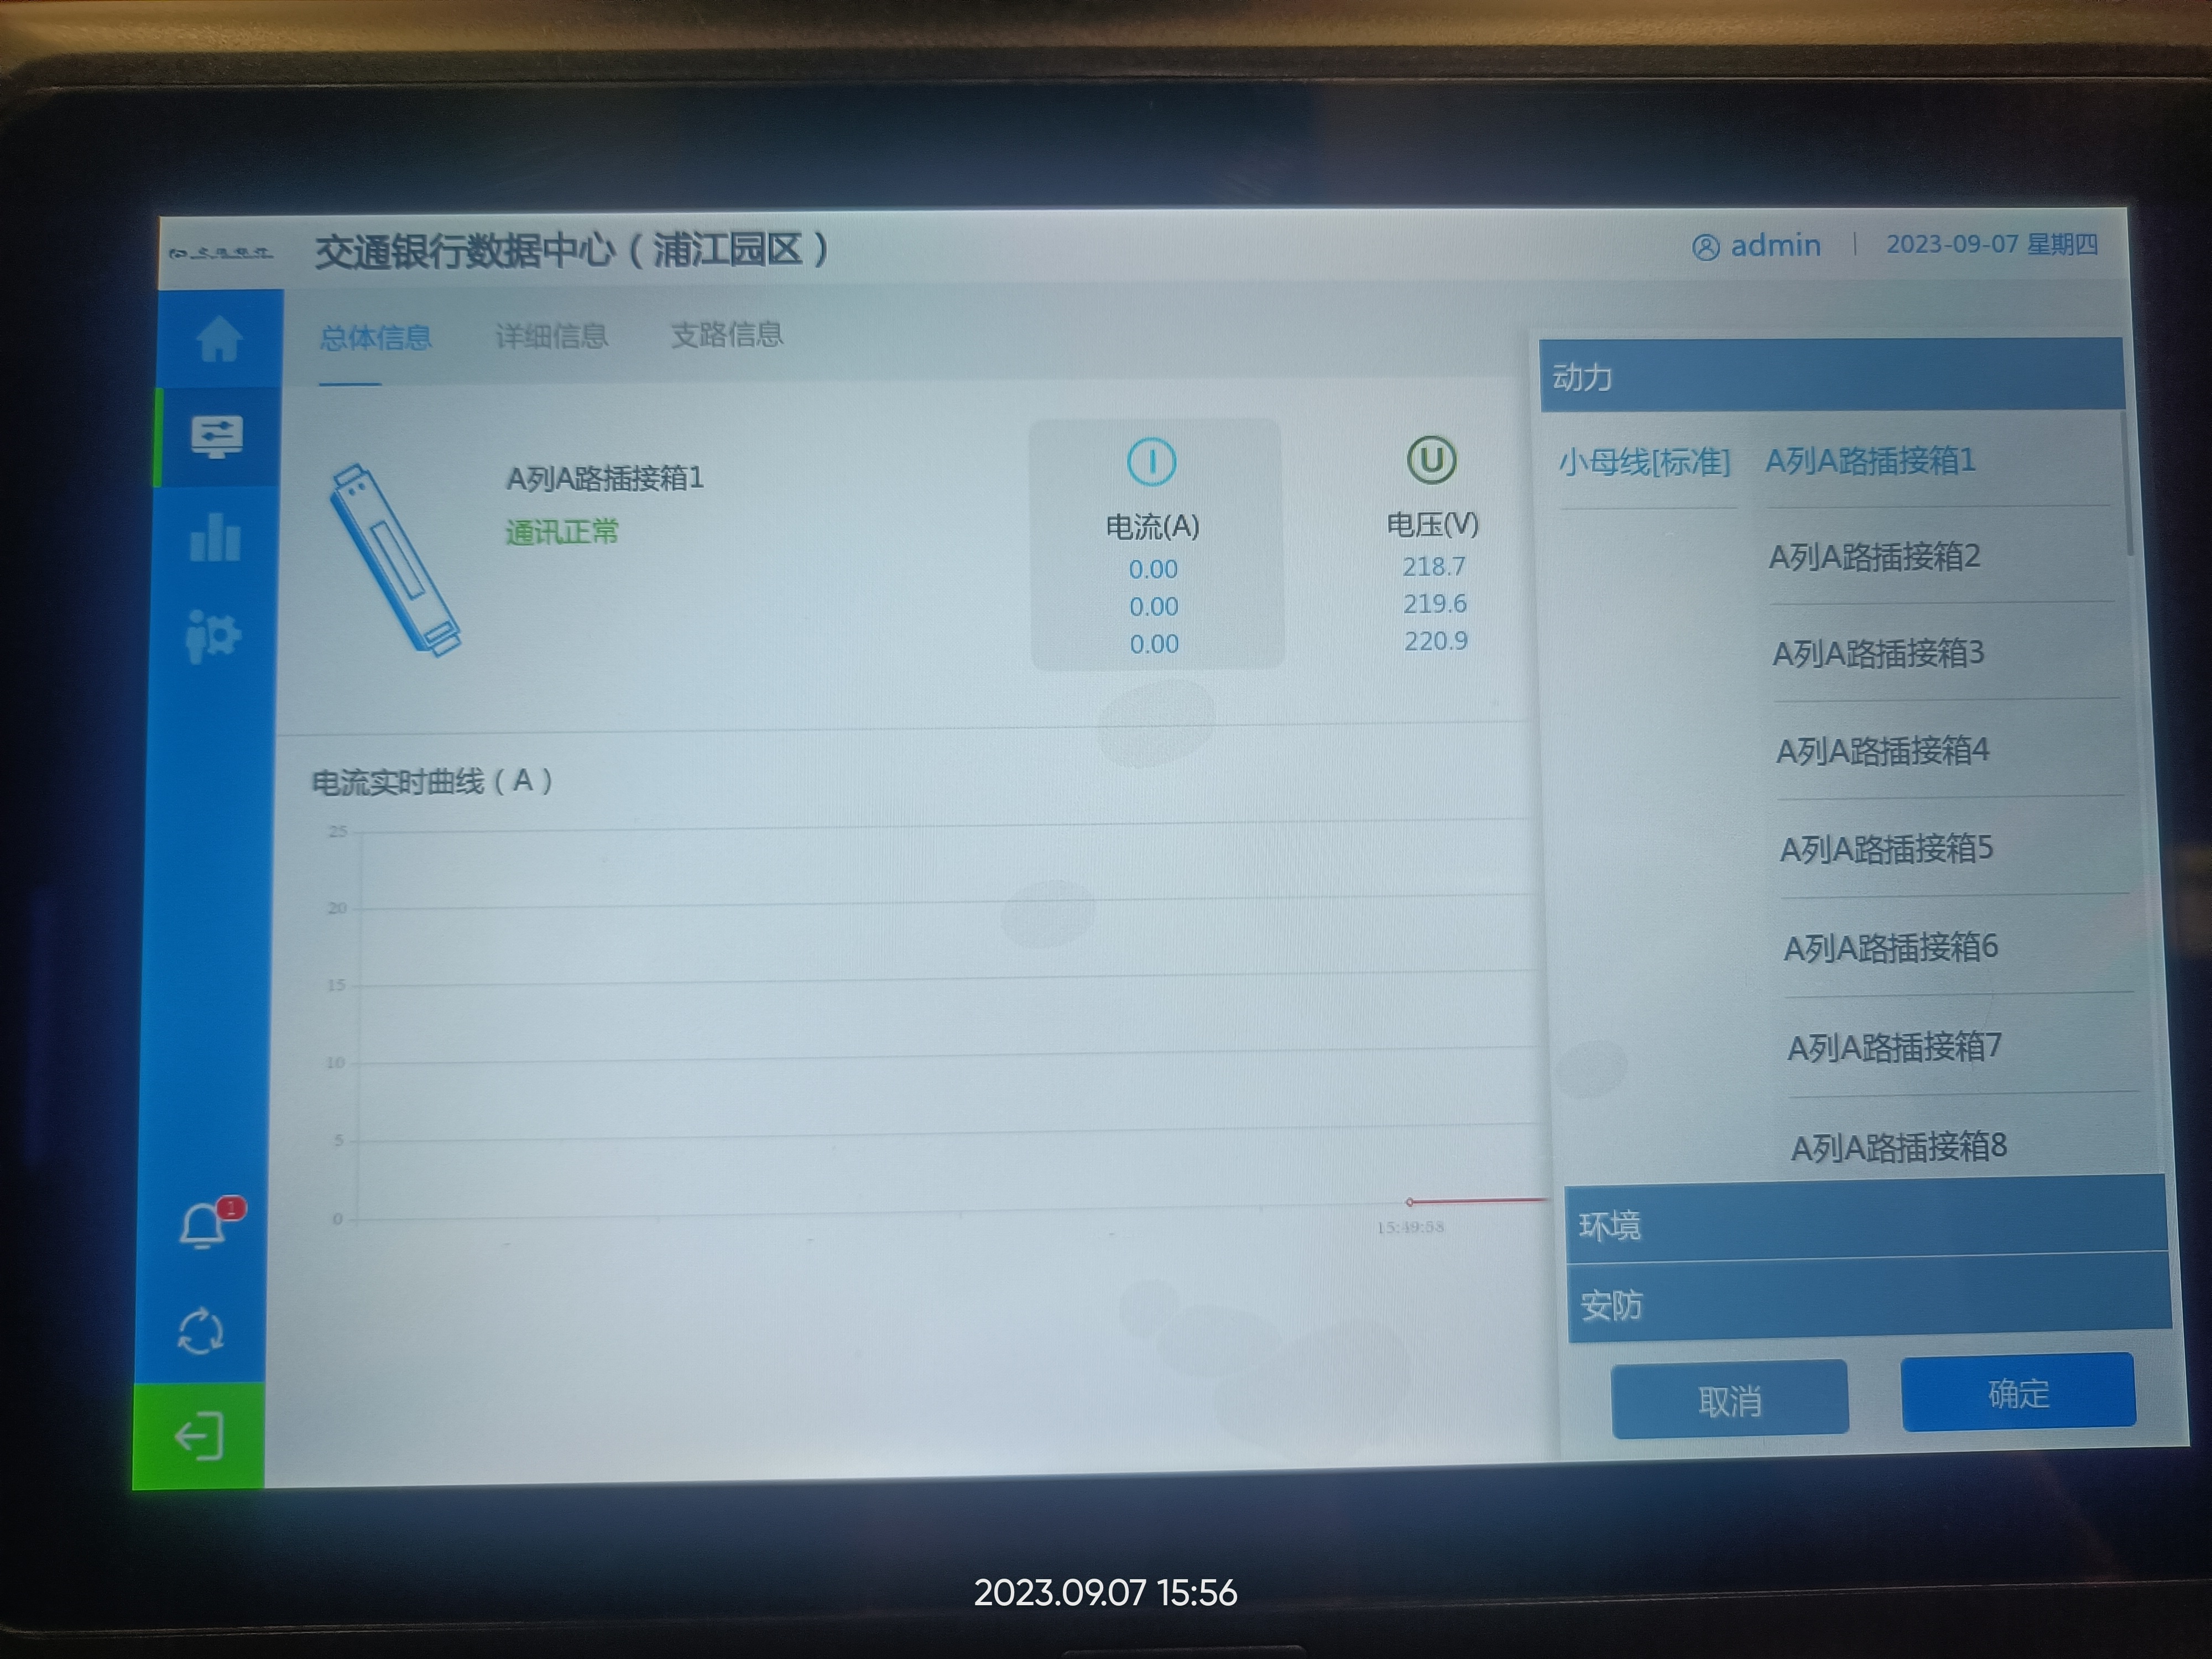 交通银行数据中心（浦江园区）
admin
2023-09-07 星期四
总体信息
详细信息
支路信息
A列A路插接箱1
通讯正常
I
电流(A)
0.00
0.00
0.00
U
电压(V)
218.7
219.6
220.9
电流实时曲线（A）
25
20
15
10
5
0
15:49:58
动力
小母线[标准]
A列A路插接箱1
A列A路插接箱2
A列A路插接箱3
A列A路插接箱4
A列A路插接箱5
A列A路插接箱6
A列A路插接箱7
A列A路插接箱8
环境
安防
取消
确定
1
2023.09.07 15:56